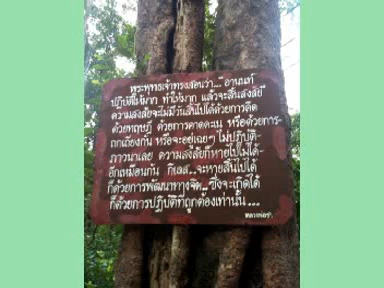 พระพุทธเจ้าทรงสอนว่า..."อานนท์
ปฏิบัติให้มาก ทำให้มาก แล้วจะสิ้นสงสัย"
ความสงสัยจะไม่มีวันสิ้นไปได้ด้วยการคิด
ด้วยทฤษฎี ด้วยการคาดคะเน หรือด้วยการ-
ถกเถียงกัน หรือจะอยู่เฉยๆ ไม่ปฏิบัติ-
ภาวนาเลย ความสงสัยก็หายไปไม่ได้-
อีกเหมือนกัน กิเลส..จะหายสิ้นไปได้
ก็ด้วยการพัฒนาทางจิต..ซึ่งจะเกิดได้
ก็ด้วยการปฏิบัติที่ถูกต้องเท่านั้น...